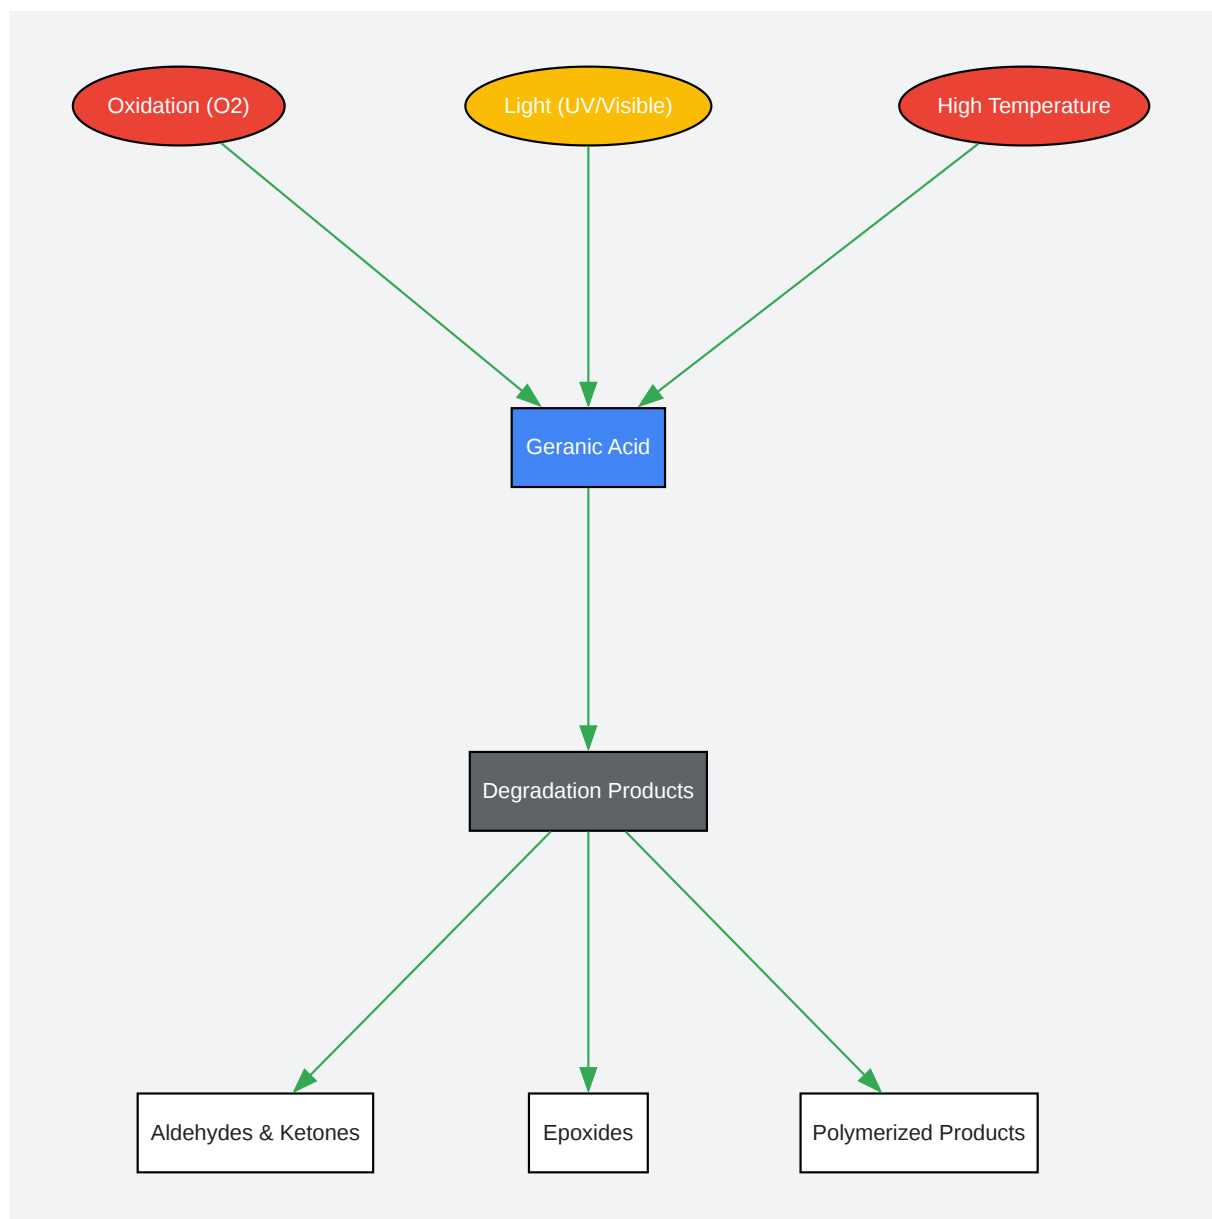 Oxidation (O2)
Light (UV/Visible)
High Temperature
Geranic Acid
Degradation Products
Aldehydes & Ketones
Epoxides
Polymerized Products